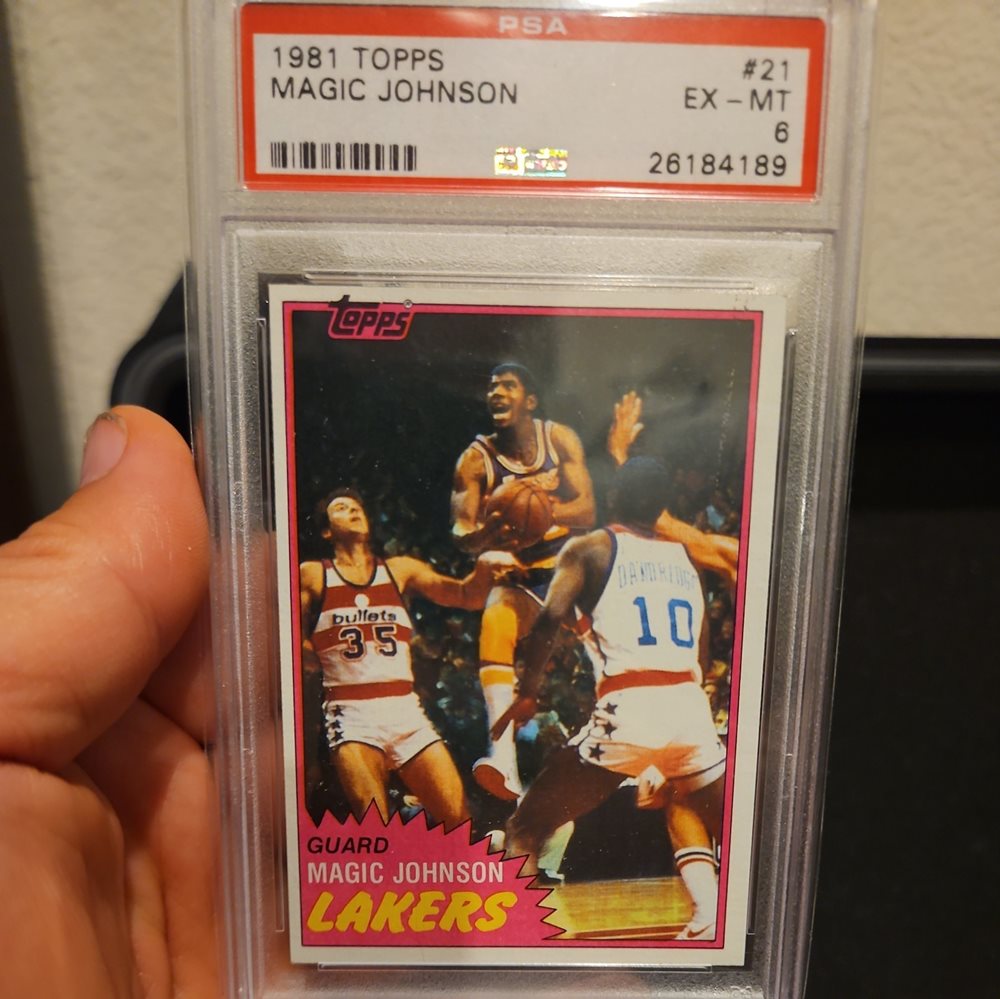 PSA
1981 TOPPS #21
MAGIC JOHNSON EX - MT
6
26184189
Topps
bullets
35
DANDRIDGE
10
GUARD
MAGIC JOHNSON
LAKERS